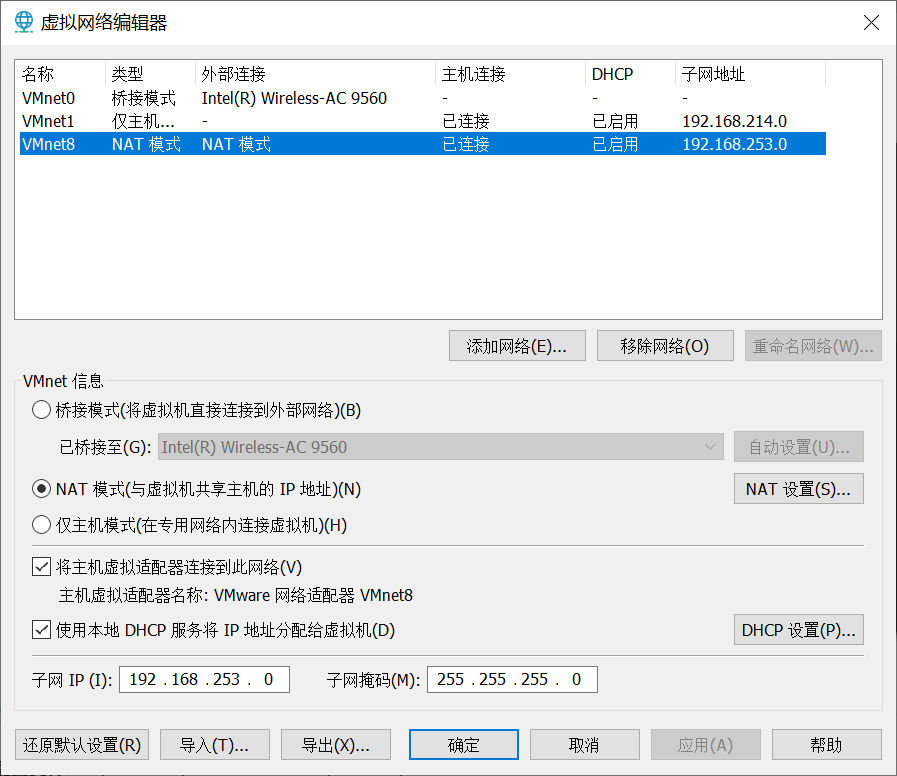 虚拟网络编辑器
名称 类型 外部连接 主机连接 DHCP 子网地址
VMnet0 桥接模式 Intel(R) Wireless-AC 9560 - - -
VMnet1 仅主机... - 已连接 已启用 192.168.214.0
VMnet8 NAT 模式 NAT 模式 已连接 已启用 192.168.253.0
添加网络(E)... 移除网络(O) 重命名网络(W)...
VMnet 信息
桥接模式(将虚拟机直接连接到外部网络)(B)
已桥接至(G): Intel(R) Wireless-AC 9560 自动设置(U)...
NAT 模式(与虚拟机共享主机的 IP 地址)(N) NAT 设置(S)...
仅主机模式(在专用网络内连接虚拟机)(H)
将主机虚拟适配器连接到此网络(V)
主机虚拟适配器名称: VMware 网络适配器 VMnet8
使用本地 DHCP 服务将 IP 地址分配给虚拟机(D) DHCP 设置(P)...
子网 IP (I): 192 . 168 . 253 . 0 子网掩码(M): 255 . 255 . 255 . 0
还原默认设置(R) 导入(T)... 导出(X)... 确定 取消 应用(A) 帮助